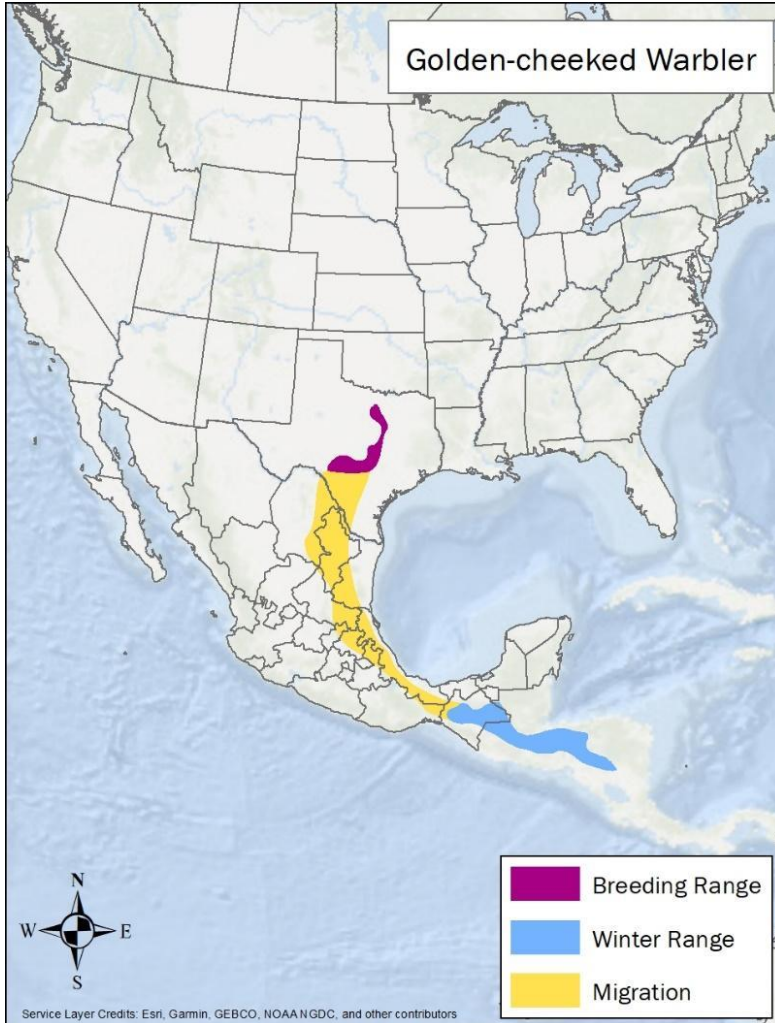 Golden-cheeked Warbler
N
W E
S
Breeding Range
Winter Range
Migration
Service Layer Credits: Esri, Garmin, GEBCO, NOAA NGDC, and other contributors